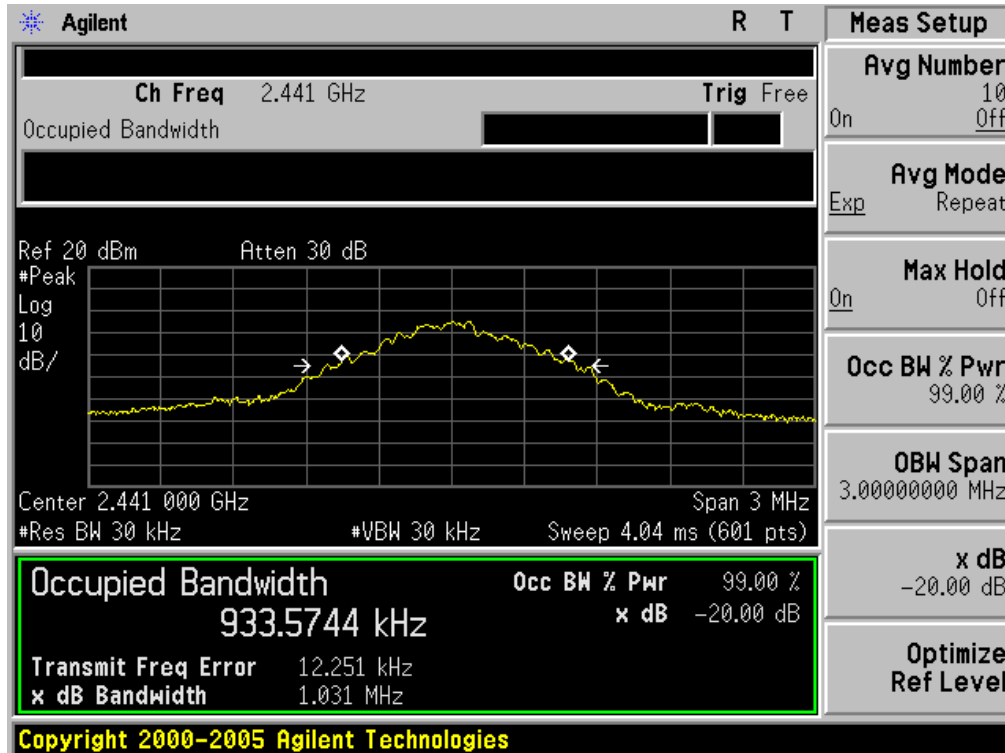 Agilent R T
Ch Freq 2.441 GHz Trig Free
Occupied Bandwidth
Ref 20 dBm Atten 30 dB
#Peak
Log
10
dB/
Center 2.441 000 GHz Span 3 MHz
#Res BW 30 kHz #VBW 30 kHz Sweep 4.04 ms (601 pts)
Occupied Bandwidth
933.5744 kHz
Occ BW % Pwr 99.00 %
x dB -20.00 dB
Transmit Freq Error 12.251 kHz
x dB Bandwidth 1.031 MHz
Copyright 2000-2005 Agilent Technologies
Meas Setup
Avg Number
10
On Off
Avg Mode
Exp Repeat
Max Hold
On Off
Occ BW % Pwr
99.00 %
OBW Span
3.00000000 MHz
x dB
-20.00 dB
Optimize
Ref Level